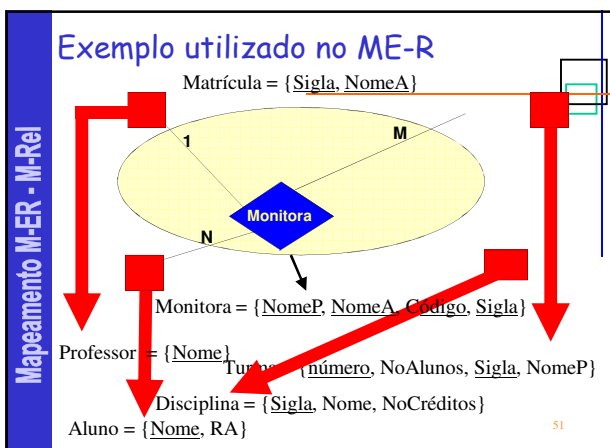 Exemplo utilizado no ME-R
Matrícula = {Sigla, NomeA}
Mapeamento M-ER - M-Rel
1
M
Monitora
N
Monitora = {NomeP, NomeA, Código, Sigla}
Professor = {Nome}
{número, NoAlunos, Sigla, NomeP}
Disciplina = {Sigla, Nome, NoCréditos}
Aluno = {Nome, RA}
51